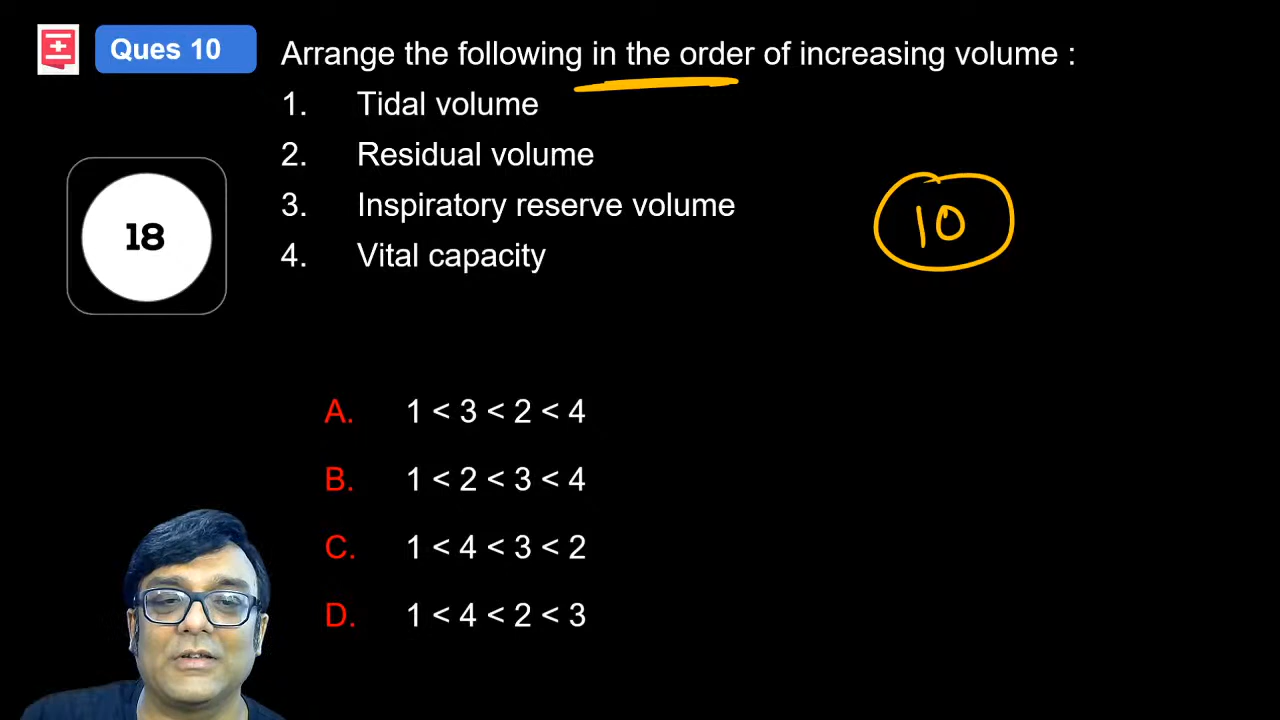 Ques 10
Arrange the following in the order of increasing volume :
1. Tidal volume
2. Residual volume
3. Inspiratory reserve volume
4. Vital capacity
18
10
A. 1 < 3 < 2 < 4
B. 1 < 2 < 3 < 4
C. 1 < 4 < 3 < 2
D. 1 < 4 < 2 < 3